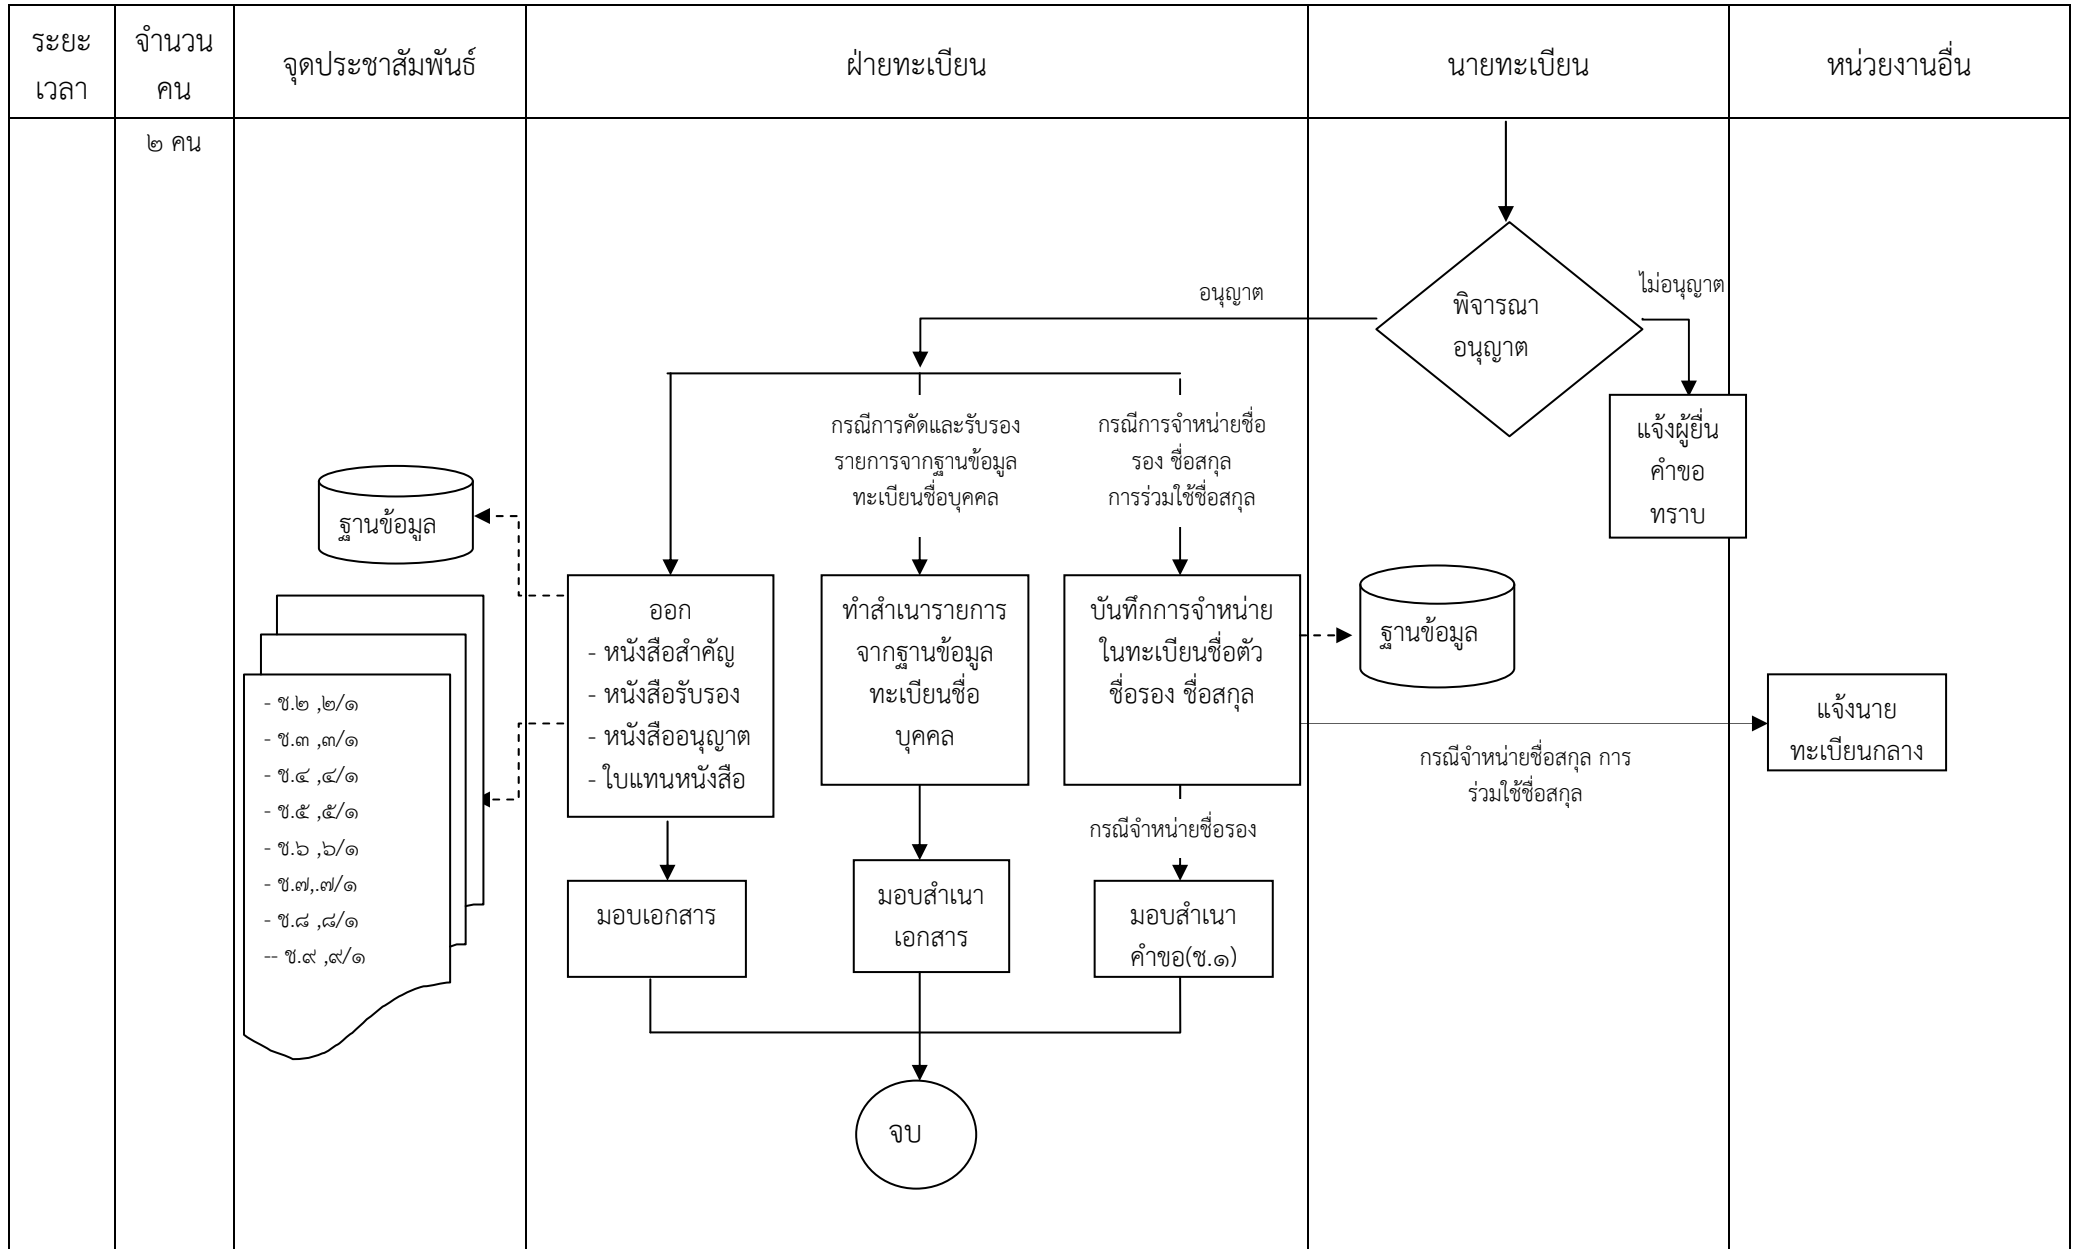 ระยะ
เวลา
จำนวน
คน
จุดประชาสัมพันธ์
ฝ่ายทะเบียน
นายทะเบียน
หน่วยงานอื่น
๒ คน
อนุญาต
ไม่อนุญาต
พิจารณา
อนุญาต
แจ้งผู้ยื่น
คำขอ
ทราบ
กรณีการคัดและรับรอง
รายการจากฐานข้อมูล
ทะเบียนชื่อบุคคล
กรณีการจำหน่ายชื่อ
รอง ชื่อสกุล
การร่วมใช้ชื่อสกุล
ฐานข้อมูล
ออก
- หนังสือสำคัญ
- หนังสือรับรอง
- หนังสืออนุญาต
- ใบแทนหนังสือ
ทำสำเนารายการ
จากฐานข้อมูล
ทะเบียนชื่อ
บุคคล
บันทึกการจำหน่าย
ในทะเบียนชื่อตัว
ชื่อรอง ชื่อสกุล
ฐานข้อมูล
แจ้งนาย
ทะเบียนกลาง
กรณีจำหน่ายชื่อสกุล การ
ร่วมใช้ชื่อสกุล
- ช.๒ ,๒/๑
- ช.๓ ,๓/๑
- ช.๔ ,๔/๑
- ช.๕ ,๕/๑
- ช.๖ ,๖/๑
- ช.๗,.๗/๑
- ช.๘ ,๘/๑
-- ช.๙ ,๙/๑
กรณีจำหน่ายชื่อรอง
มอบเอกสาร
มอบสำเนา
เอกสาร
มอบสำเนา
คำขอ(ช.๑)
จบ